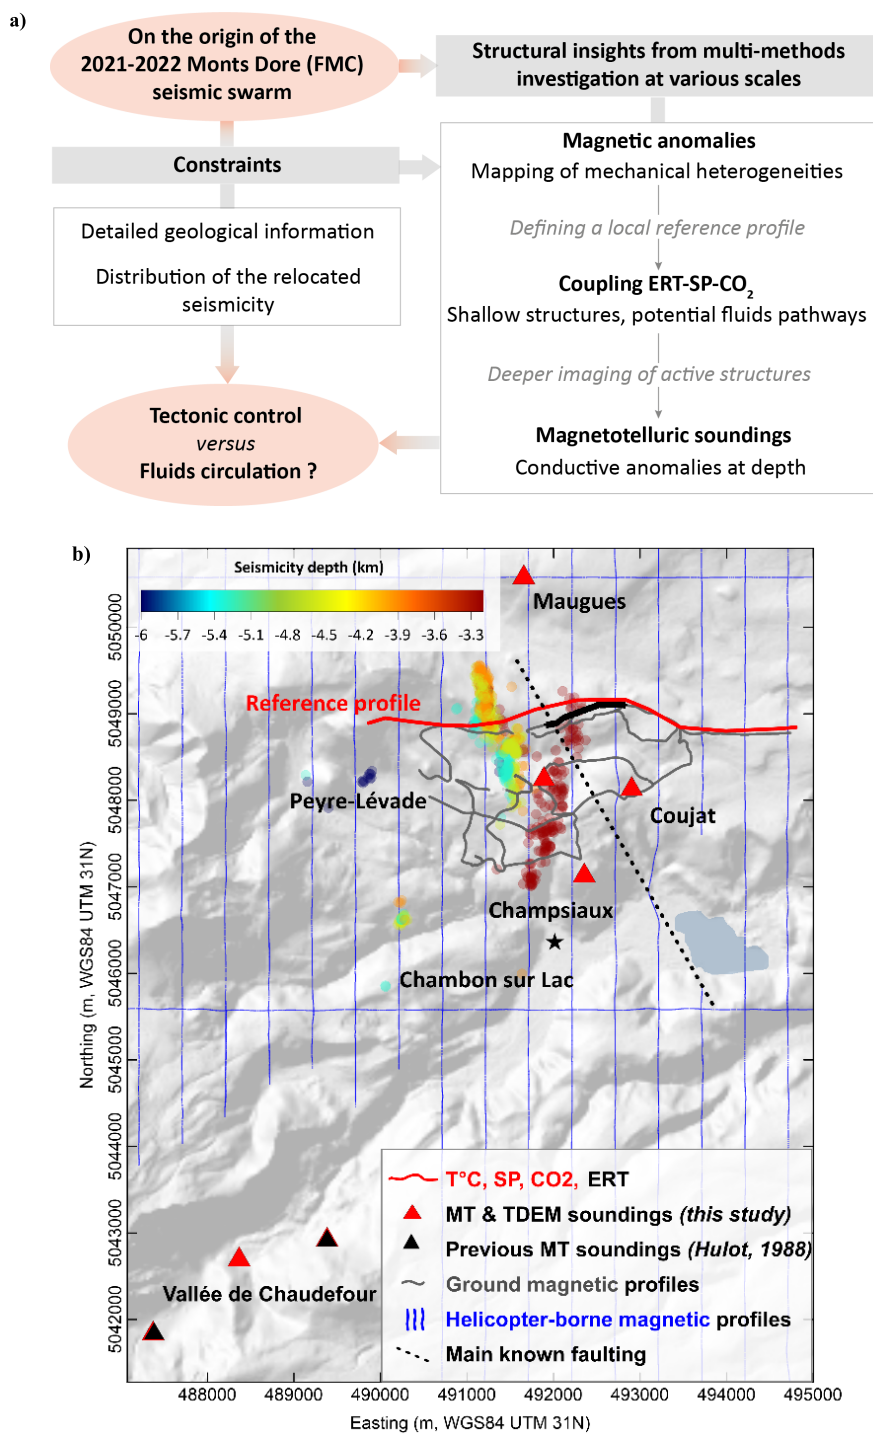 a)
On the origin of the
2021-2022 Monts Dore (FMC)
seismic swarm
Structural insights from multi-methods
investigation at various scales
Constraints
Detailed geological information
Distribution of the relocated
seismicity
Magnetic anomalies
Mapping of mechanical heterogeneities
Defining a local reference profile
Coupling ERT-SP-CO2
Shallow structures, potential fluids pathways
Deeper imaging of active structures
Magnetotelluric soundings
Conductive anomalies at depth
Tectonic control
versus
Fluids circulation ?
b)
Seismicity depth (km)
-6 -5.7 -5.4 -5.1 -4.8 -4.5 -4.2 -3.9 -3.6 -3.3
Maugues
Reference profile
Peyre-Lévade
Coujat
Champsiaux
Chambon sur Lac
Vallée de Chaudefour
T°C, SP, CO2, ERT
MT & TDEM soundings (this study)
Previous MT soundings (Hulot, 1988)
Ground magnetic profiles
Helicopter-borne magnetic profiles
Main known faulting
Northing (m, WGS84 UTM 31N)
5050000
5049000
5048000
5047000
5046000
5045000
5044000
5043000
5042000
488000 489000 490000 491000 492000 493000 494000 495000
Easting (m, WGS84 UTM 31N)